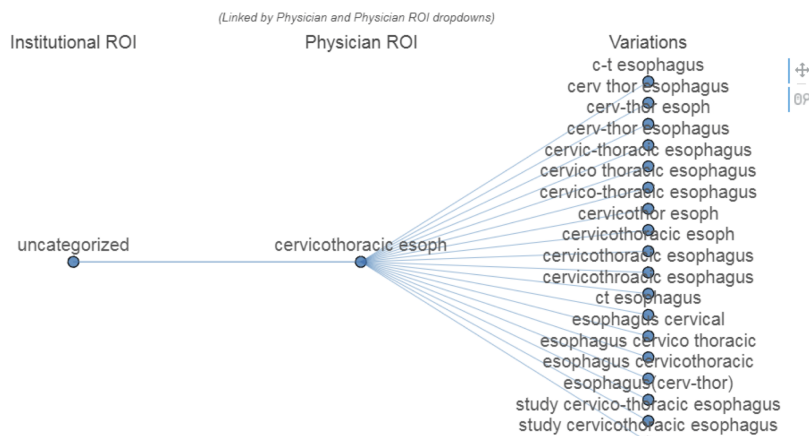 (Linked by Physician and Physician ROI dropdowns)
Institutional ROI
Physician ROI
Variations
c-t esophagus
cerv thor esophagus
cerv-thor esoph
cerv-thor esophagus
cervic-thoracic esophagus
cervico thoracic esophagus
cervico-thoracic esophagus
cervicothor esoph
cervicothoracic esoph
cervicothoracic esophagus
cervicothroacic esophagus
ct esophagus
esophagus cervical
esophagus cervico thoracic
esophagus cervicothoracic
esophagus(cerv-thor)
study cervico-thoracic esophagus
study cervicothoracic esophagus
uncategorized
cervicothoracic esoph